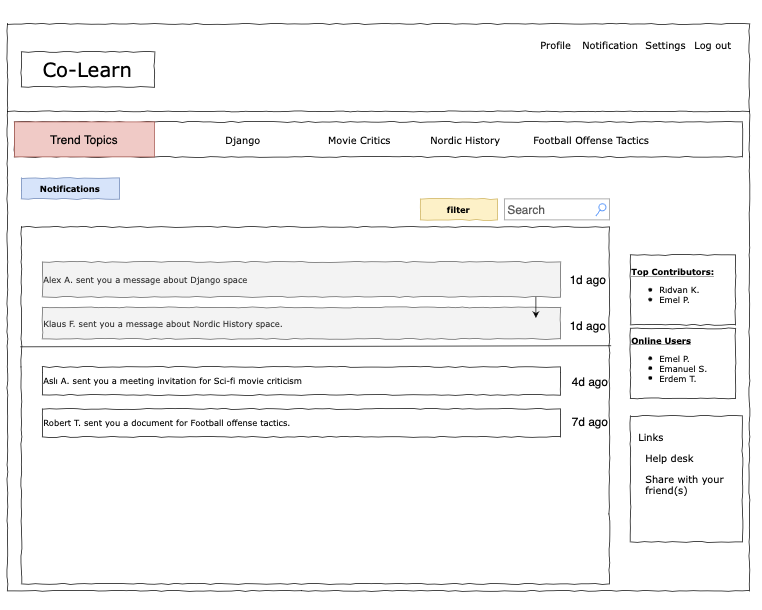 Profile Notification Settings Log out
Co-Learn
Trend Topics Django Movie Critics Nordic History Football Offense Tactics
Notifications
filter Search
Alex A. sent you a message about Django space 1d ago
Klaus F. sent you a message about Nordic History space. 1d ago
Aslı A. sent you a meeting invitation for Sci-fi movie criticism 4d ago
Robert T. sent you a document for Football offense tactics. 7d ago
Top Contributors:
Rıdvan K.
Emel P.
Online Users
Emel P.
Emanuel S.
Erdem T.
Links
Help desk
Share with your
friend(s)